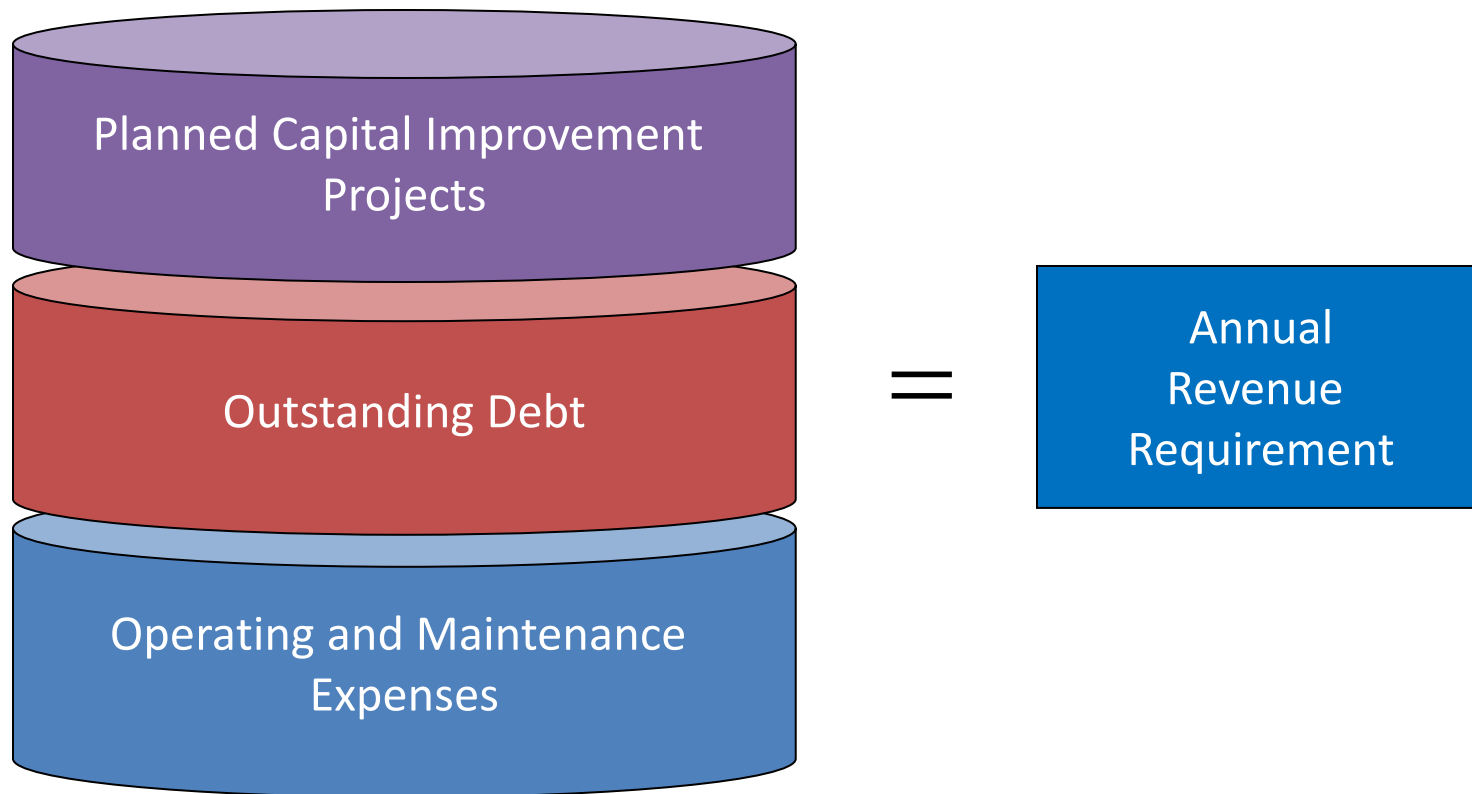 Planned Capital Improvement
Projects
Outstanding Debt
Operating and Maintenance
Expenses
=
Annual
Revenue
Requirement